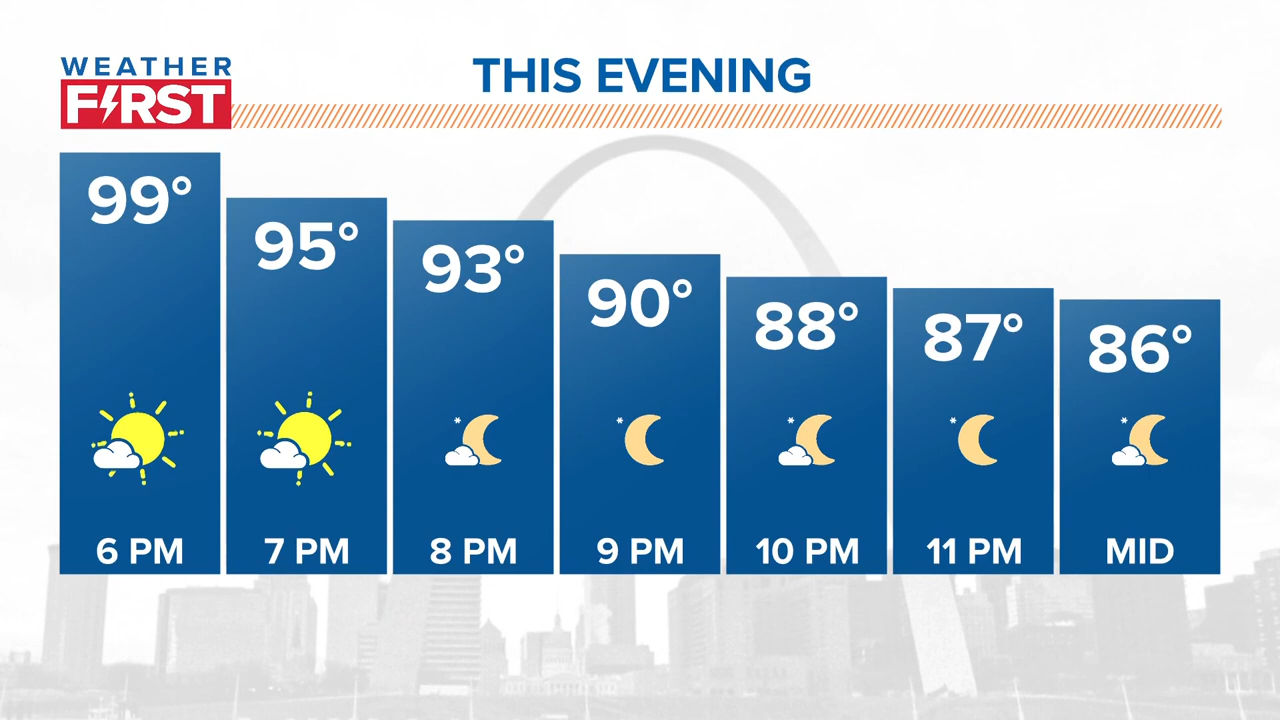 WEATHER
FIRST
THIS EVENING
99° 95° 93° 90° 88° 87° 86°
6 PM 7 PM 8 PM 9 PM 10 PM 11 PM MID